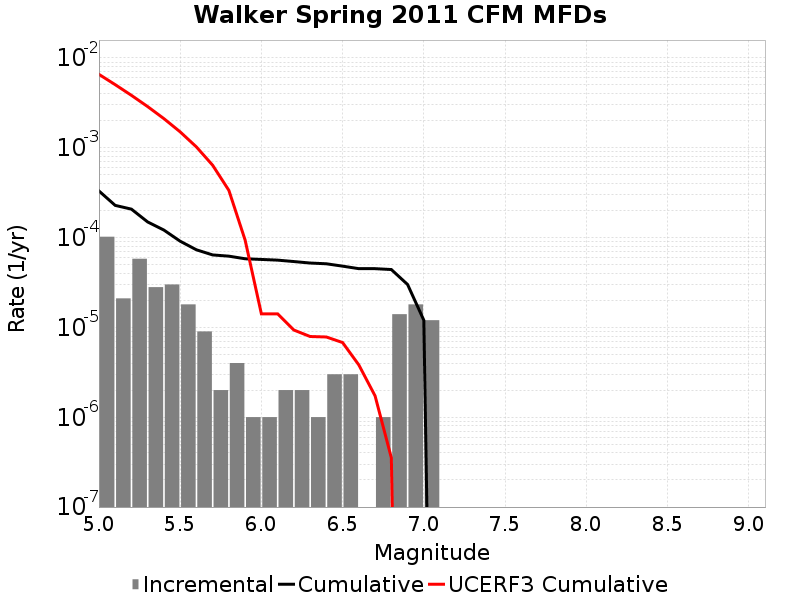 Walker Spring 2011 CFM MFDs
10-2
10-3
10-4
10-5
10-6
10-7
Rate (1/yr)
5.0 5.5 6.0 6.5 7.0 7.5 8.0 8.5 9.0
Magnitude
Incremental Cumulative UCERF3 Cumulative